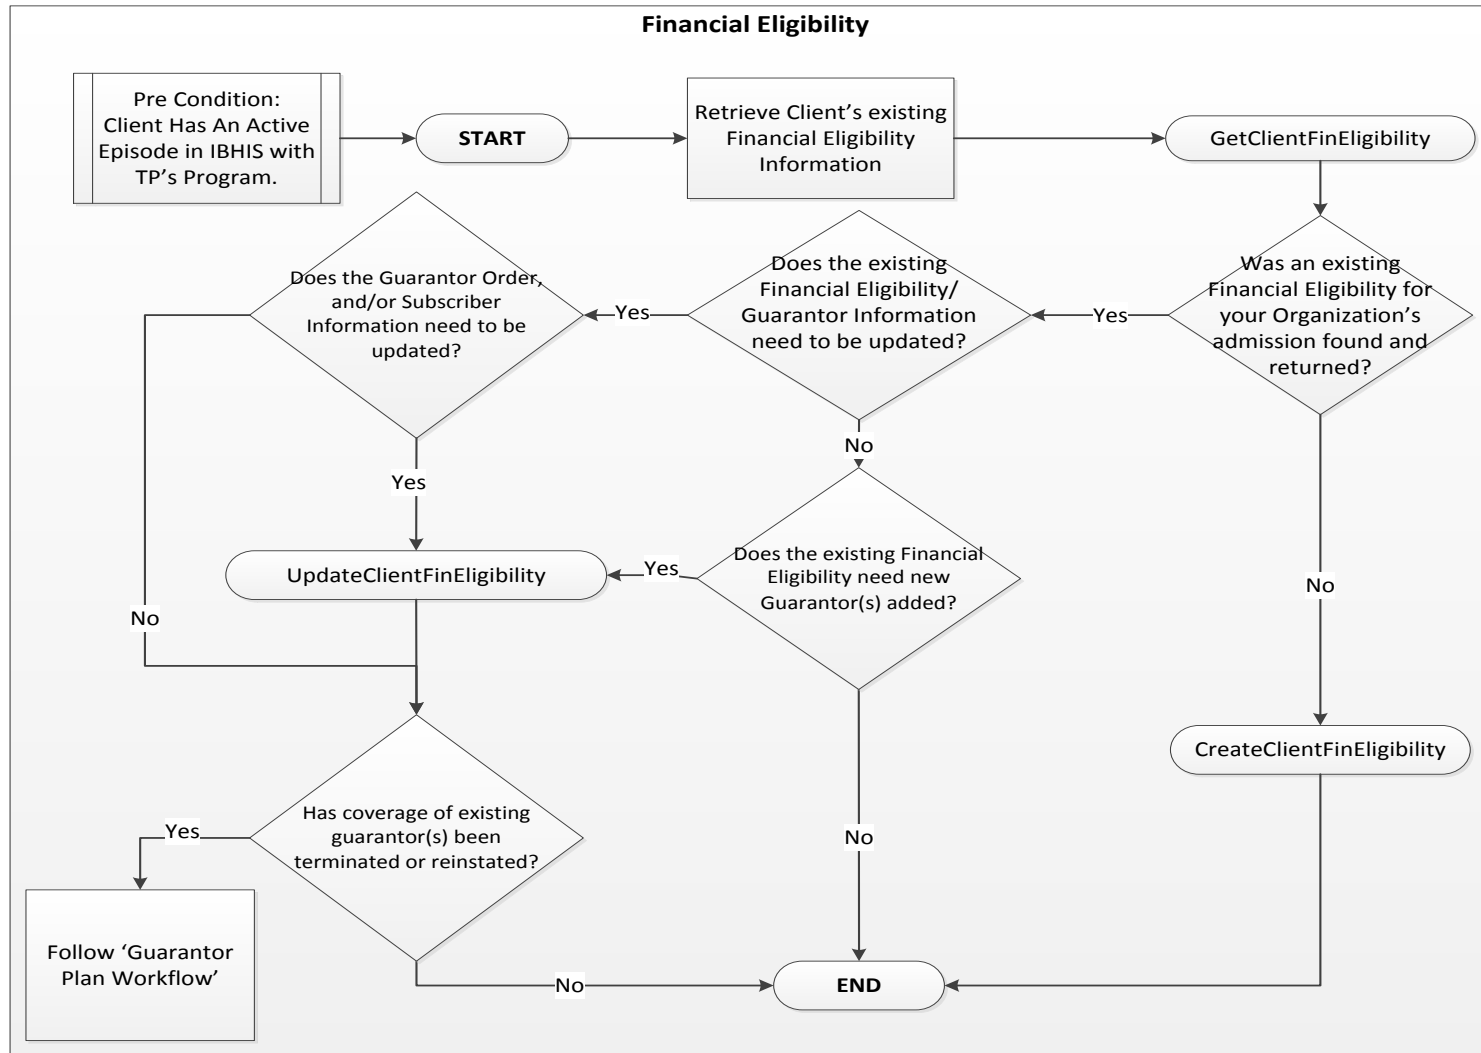 Financial Eligibility
Pre Condition:
Client Has An Active
Episode in IBHIS with
TP’s Program.
START
Retrieve Client’s existing
Financial Eligibility
Information
GetClientFinEligibility
Was an existing
Financial Eligibility for
your Organization’s
admission found and
returned?
Yes
Does the existing
Financial Eligibility/
Guarantor Information
need to be updated?
Yes
Does the Guarantor Order,
and/or Subscriber
Information need to be
updated?
No
Yes
No
UpdateClientFinEligibility
Yes
Does the existing Financial
Eligibility need new
Guarantor(s) added?
No
No
CreateClientFinEligibility
Has coverage of existing
guarantor(s) been
terminated or reinstated?
Yes
Follow ‘Guarantor
Plan Workflow’
No
END